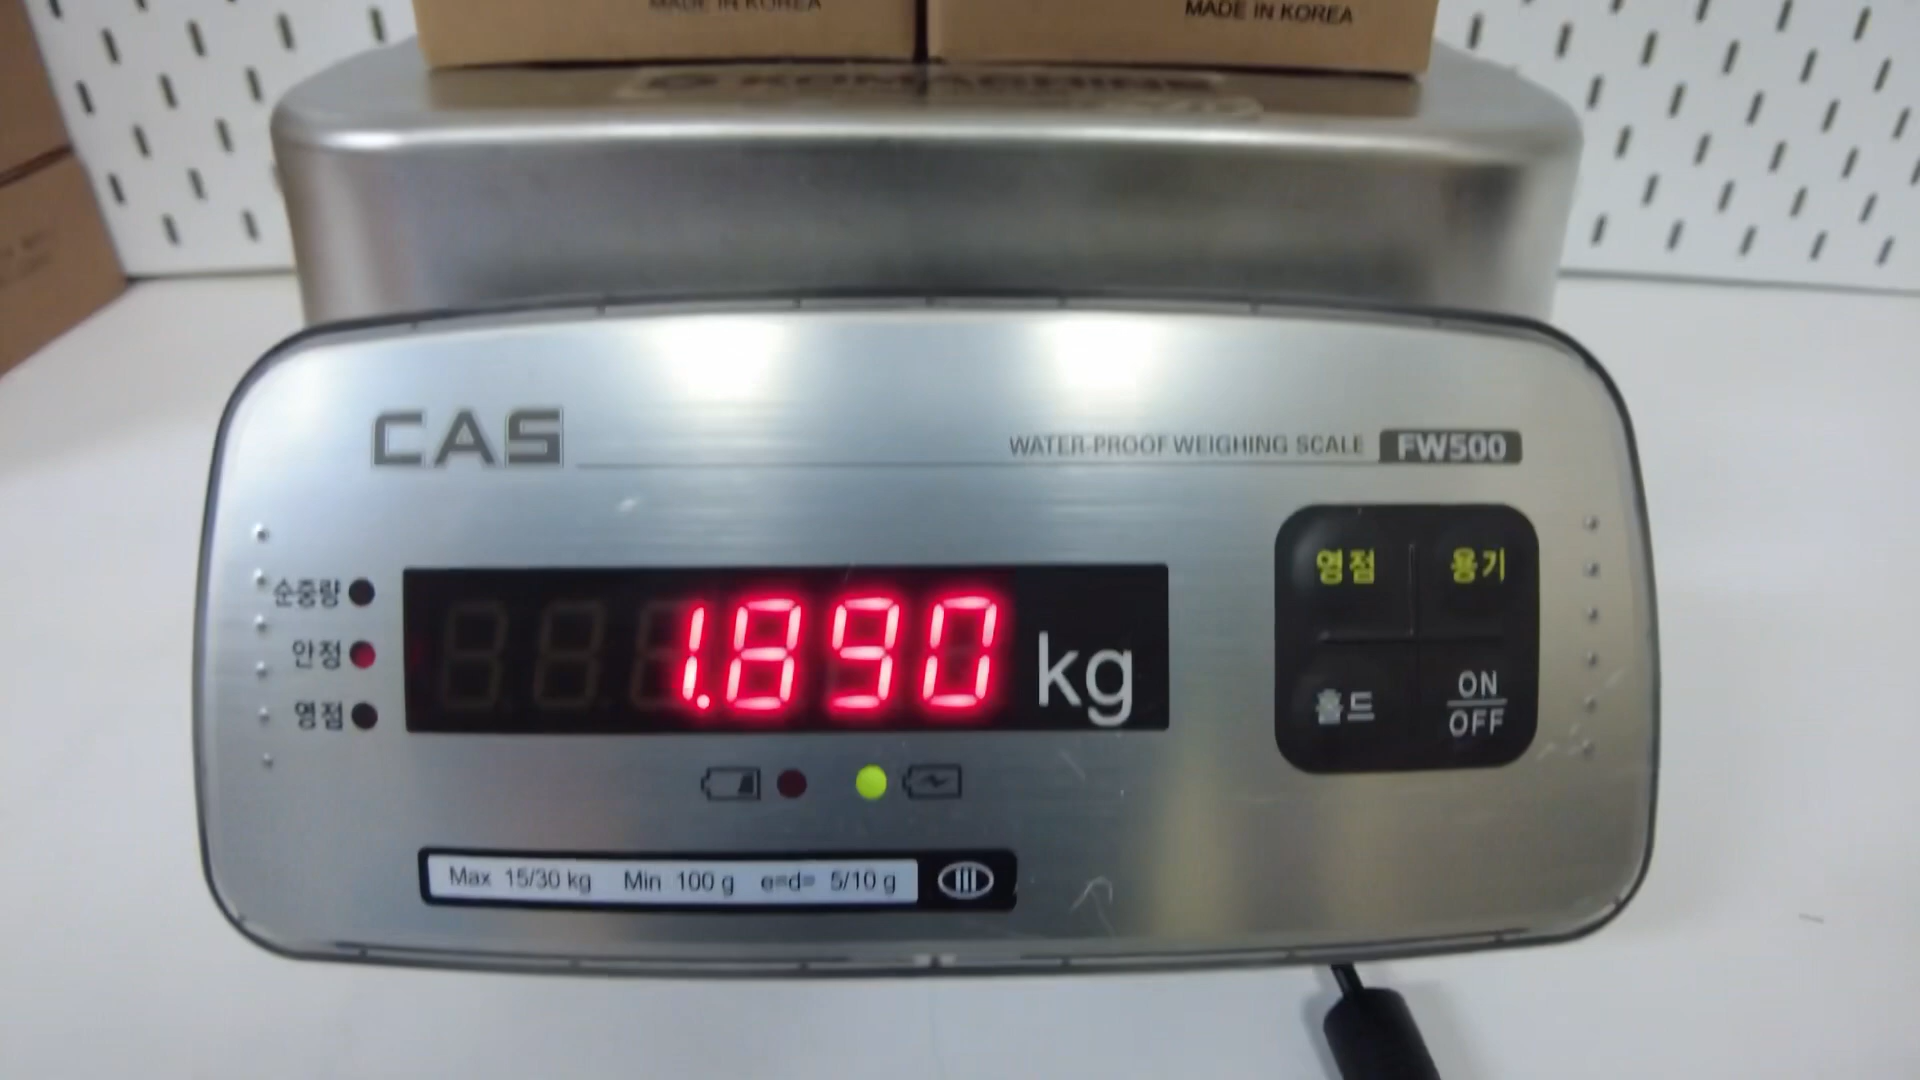 MADE IN KOREA
MADE IN KOREA
KOMACHINE
CAS
WATER-PROOF WEIGHING SCALE FW500
순중량
안정
영점
1.890 kg
영점 용기
홀드 ON
OFF
Max 15/30 kg Min 100 g e=d= 5/10 g